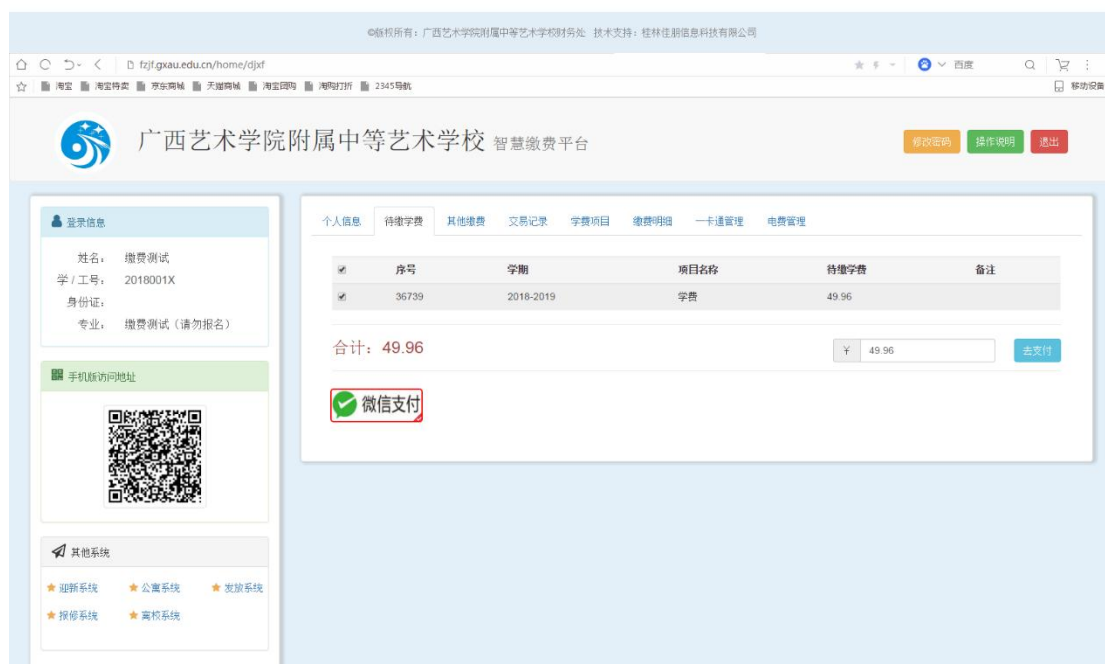 ©版权所有：广西艺术学院附属中等艺术学校财务处 技术支持：桂林佳朋信息科技有限公司
fzjf.gxau.edu.cn/home/djxf
百度
淘宝 淘宝特卖 京东商城 天猫商城 淘宝团购 淘购打折 2345导航
移动设备
广西艺术学院附属中等艺术学校 智慧缴费平台
修改密码 操作说明 退出
登录信息
姓名： 缴费测试
学/工号： 2018001X
身份证：
专业： 缴费测试（请勿报名）
手机版访问地址
其他系统
迎新系统 公寓系统 发放系统
报修系统 离校系统
个人信息 待缴学费 其他缴费 交易记录 学费项目 缴费明细 一卡通管理 电费管理
序号 学期 项目名称 待缴学费 备注
36739 2018-2019 学费 49.96
合计：49.96
¥ 49.96 去支付
微信支付